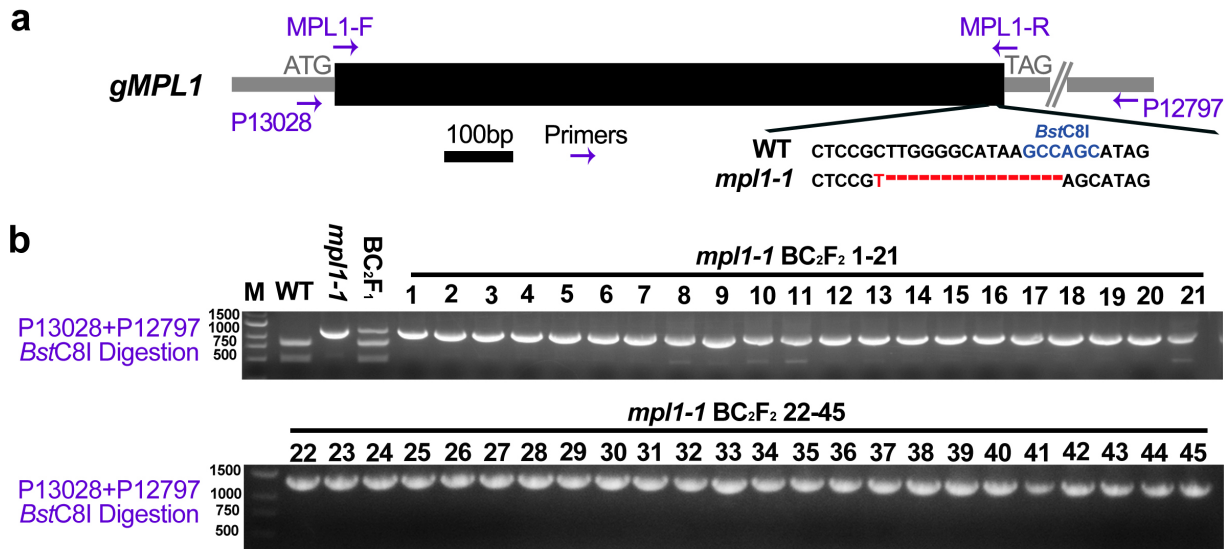 a
MPL1-F
MPL1-R
ATG
TAG
gMPL1
P13028
P12797
100bp
Primers
BstC8I
WT CTCCGCTTGGGGCATAAGCCAGCATAG
mpl1-1 CTCCGT----------------AGCATAG
b
mpl1-1
BC₂F₁
mpl1-1 BC₂F₂ 1-21
M WT 1 2 3 4 5 6 7 8 9 10 11 12 13 14 15 16 17 18 19 20 21
P13028+P12797
BstC8I Digestion
1500
1000
750
500
mpl1-1 BC₂F₂ 22-45
22 23 24 25 26 27 28 29 30 31 32 33 34 35 36 37 38 39 40 41 42 43 44 45
P13028+P12797
BstC8I Digestion
1500
1000
750
500